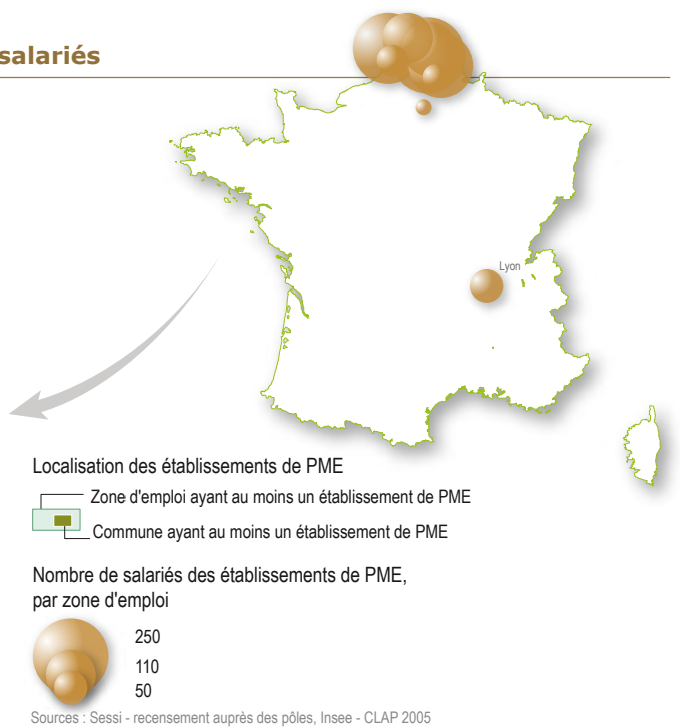 salariés
Lyon
Localisation des établissements de PME
Zone d'emploi ayant au moins un établissement de PME
Commune ayant au moins un établissement de PME
Nombre de salariés des établissements de PME,
par zone d'emploi
250
110
50
Sources : Sessi - recensement auprès des pôles, Insee - CLAP 2005